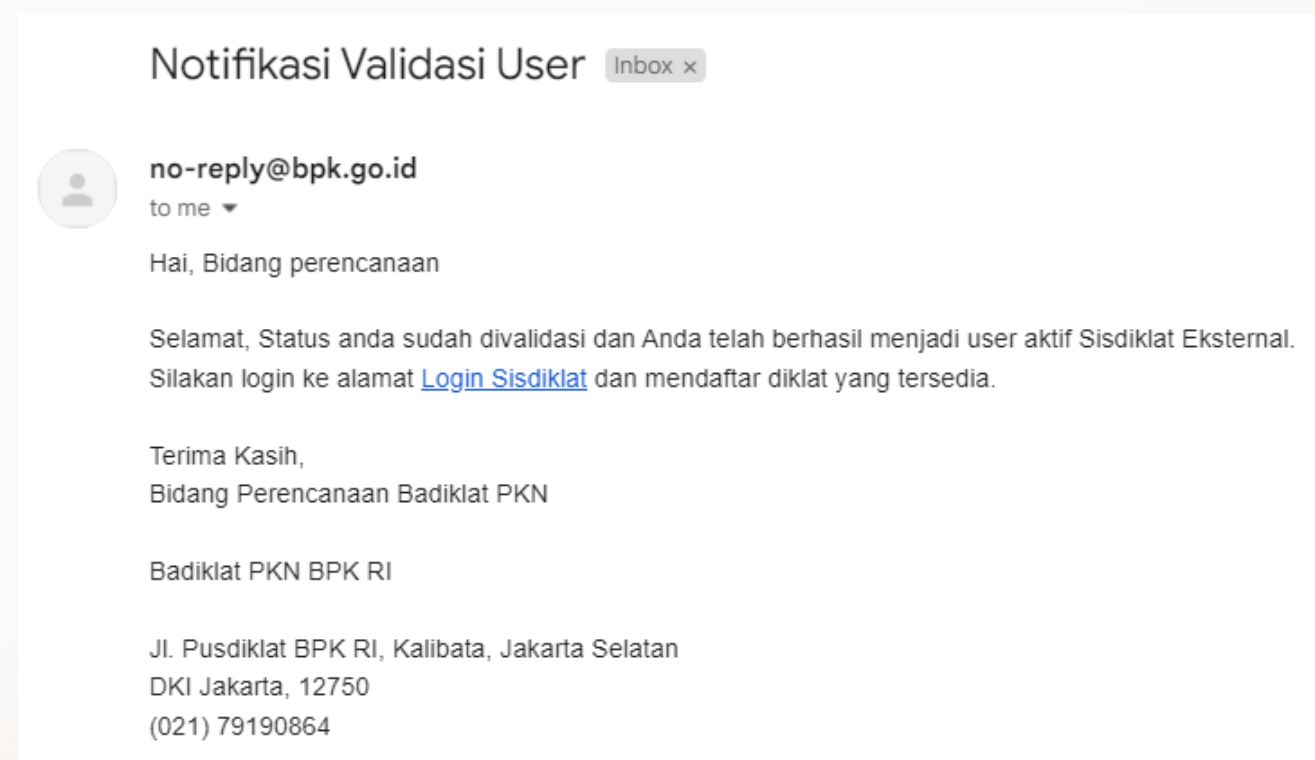 Notifikasi Validasi User Inbox ×
no-reply@bpk.go.id
to me
Hai, Bidang perencanaan
Selamat, Status anda sudah divalidasi dan Anda telah berhasil menjadi user aktif Sisdiklat Eksternal.
Silakan login ke alamat Login Sisdiklat dan mendaftar diklat yang tersedia.
Terima Kasih,
Bidang Perencanaan Badiklat PKN
Badiklat PKN BPK RI
Jl. Pusdiklat BPK RI, Kalibata, Jakarta Selatan
DKI Jakarta, 12750
(021) 79190864